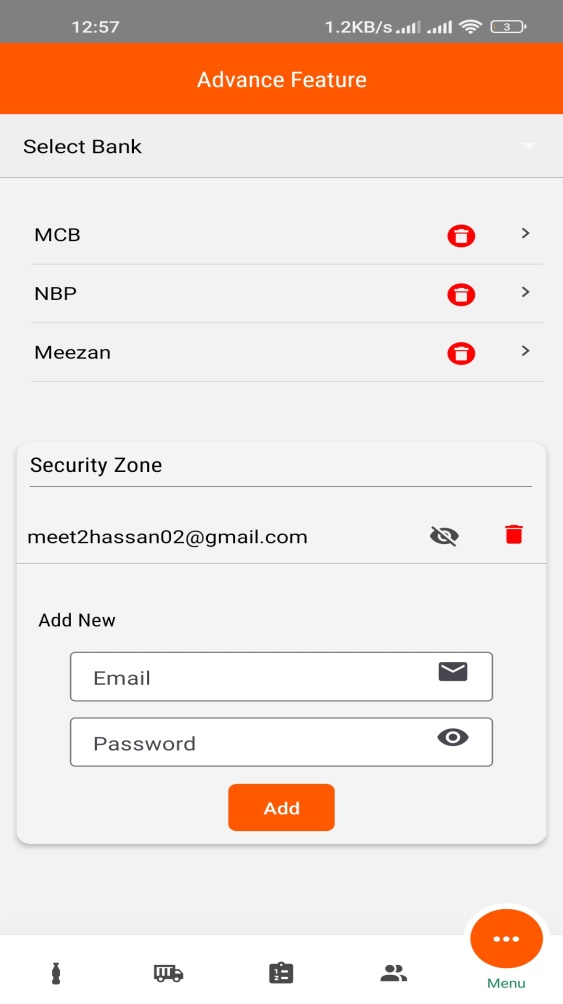 12:57
1.2KB/s
3
Advance Feature
Select Bank
MCB
NBP
Meezan
Security Zone
meet2hassan02@gmail.com
Add New
Email
Password
Add
Menu